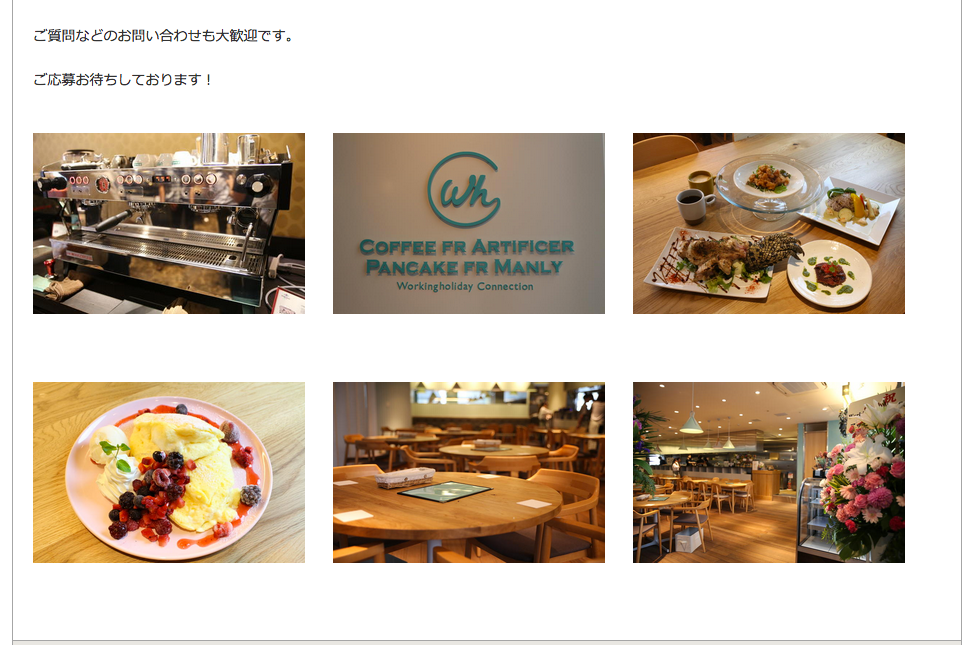 ご質問などのお問い合わせも大歓迎です。
ご応募お待ちしております！
wh
COFFEE FR ARTIFICER
PANCAKE FR MANLY
Workingholiday Connection